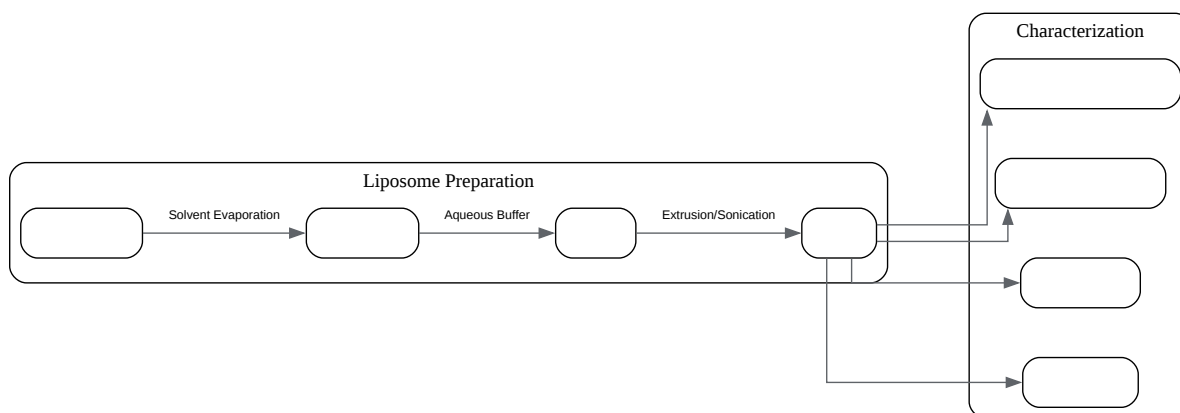 Characterization
Liposome Preparation
Solvent Evaporation
Aqueous Buffer
Extrusion/Sonication